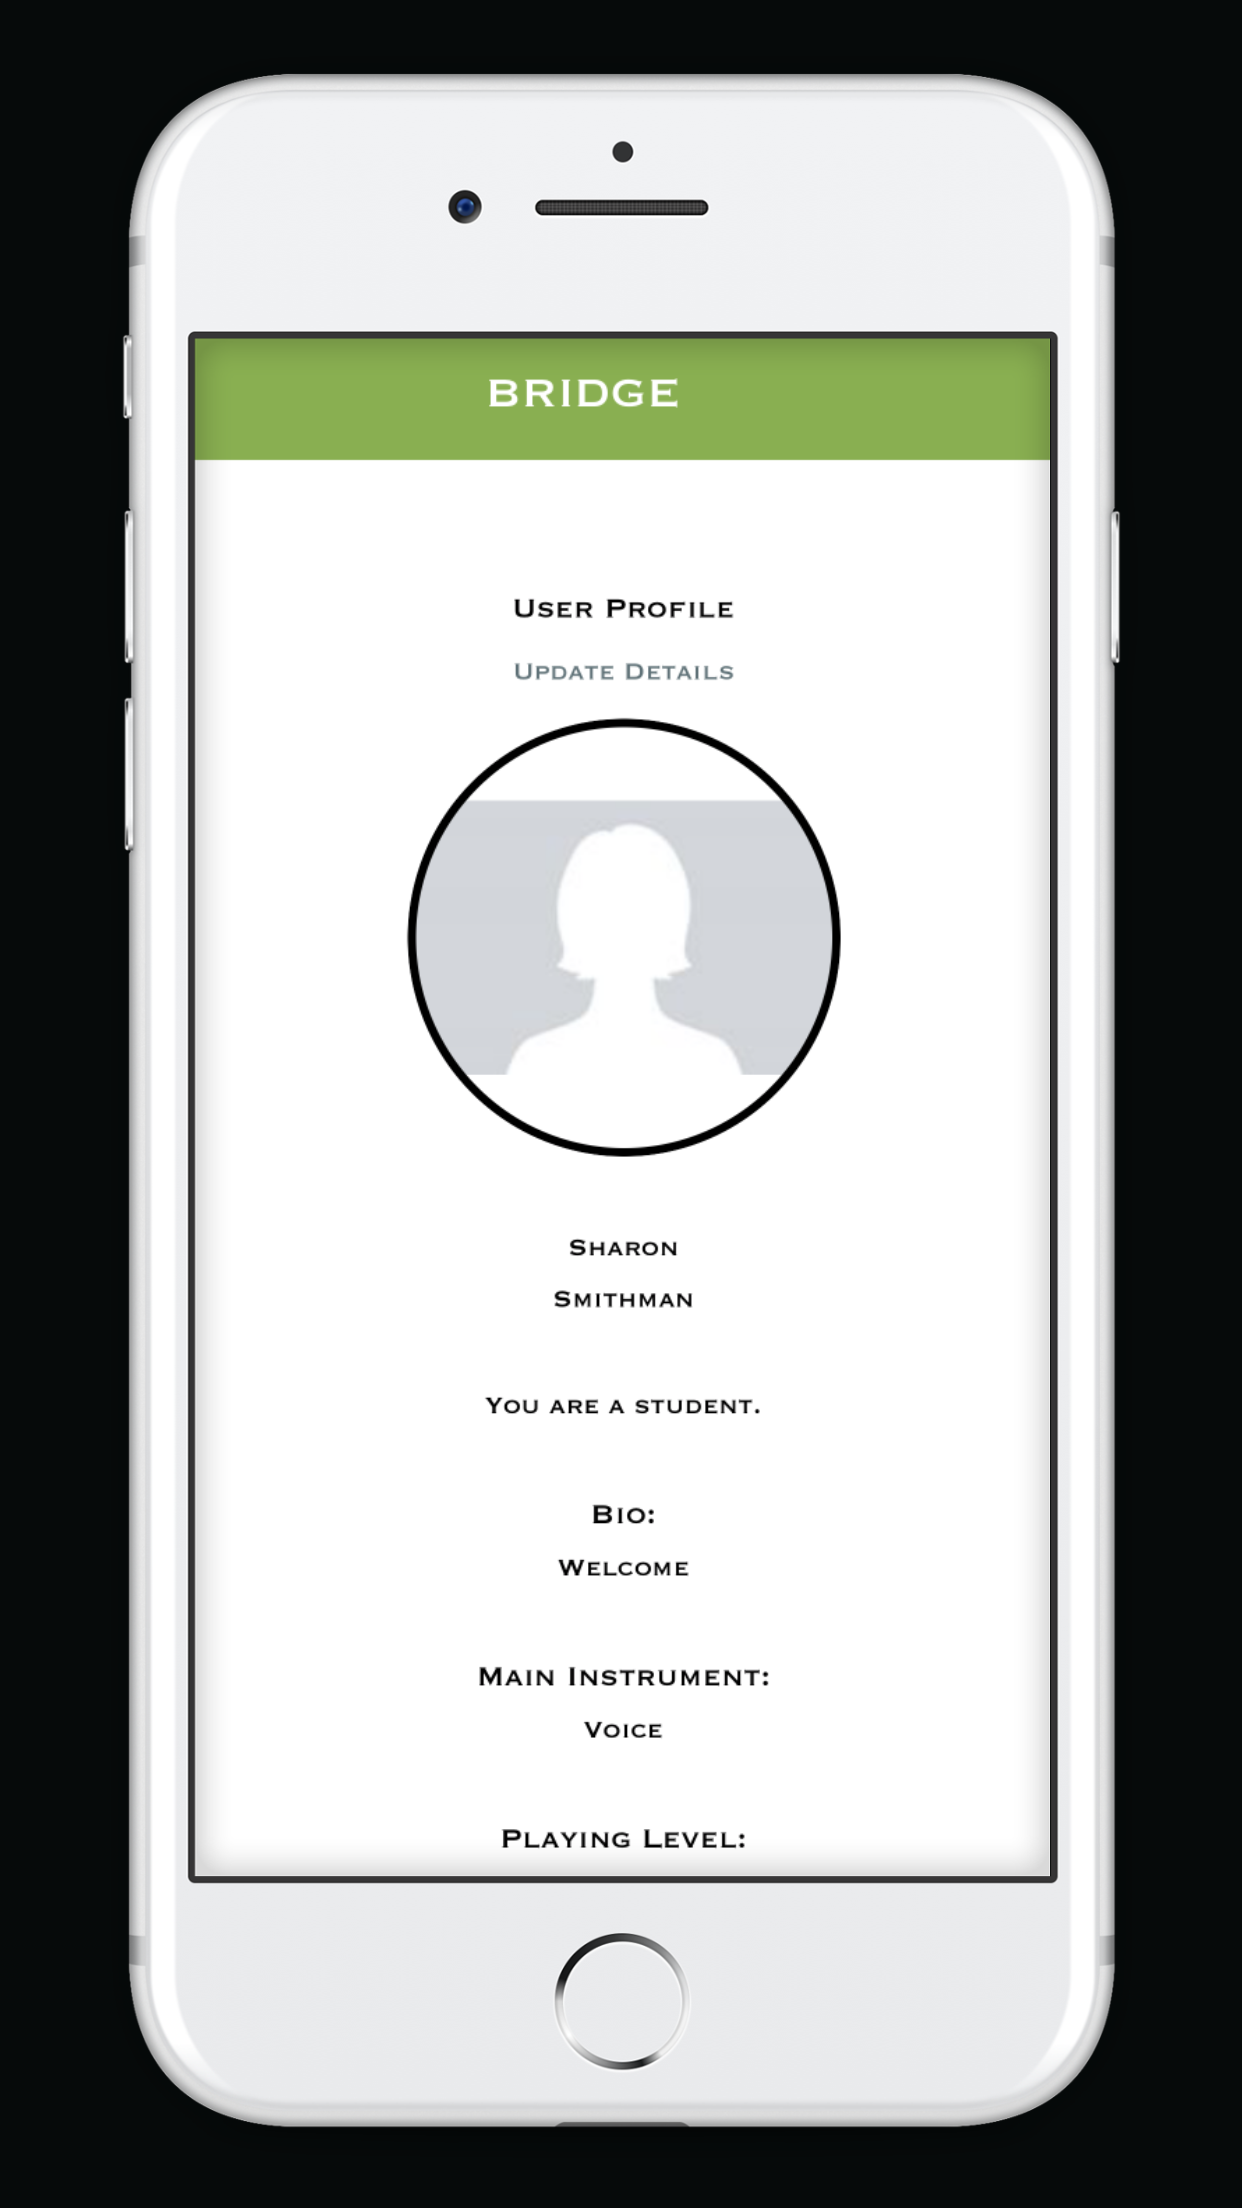 BRIDGE
User Profile
Update Details
Sharon
Smithman
You are a student.
Bio:
Welcome
Main Instrument:
Voice
Playing Level: